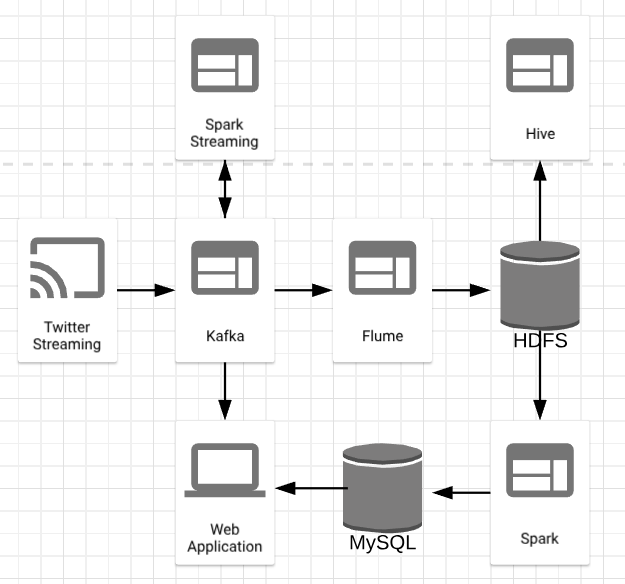 Spark
Streaming
Hive
Twitter
Streaming
Kafka
Flume
HDFS
Web
Application
MySQL
Spark